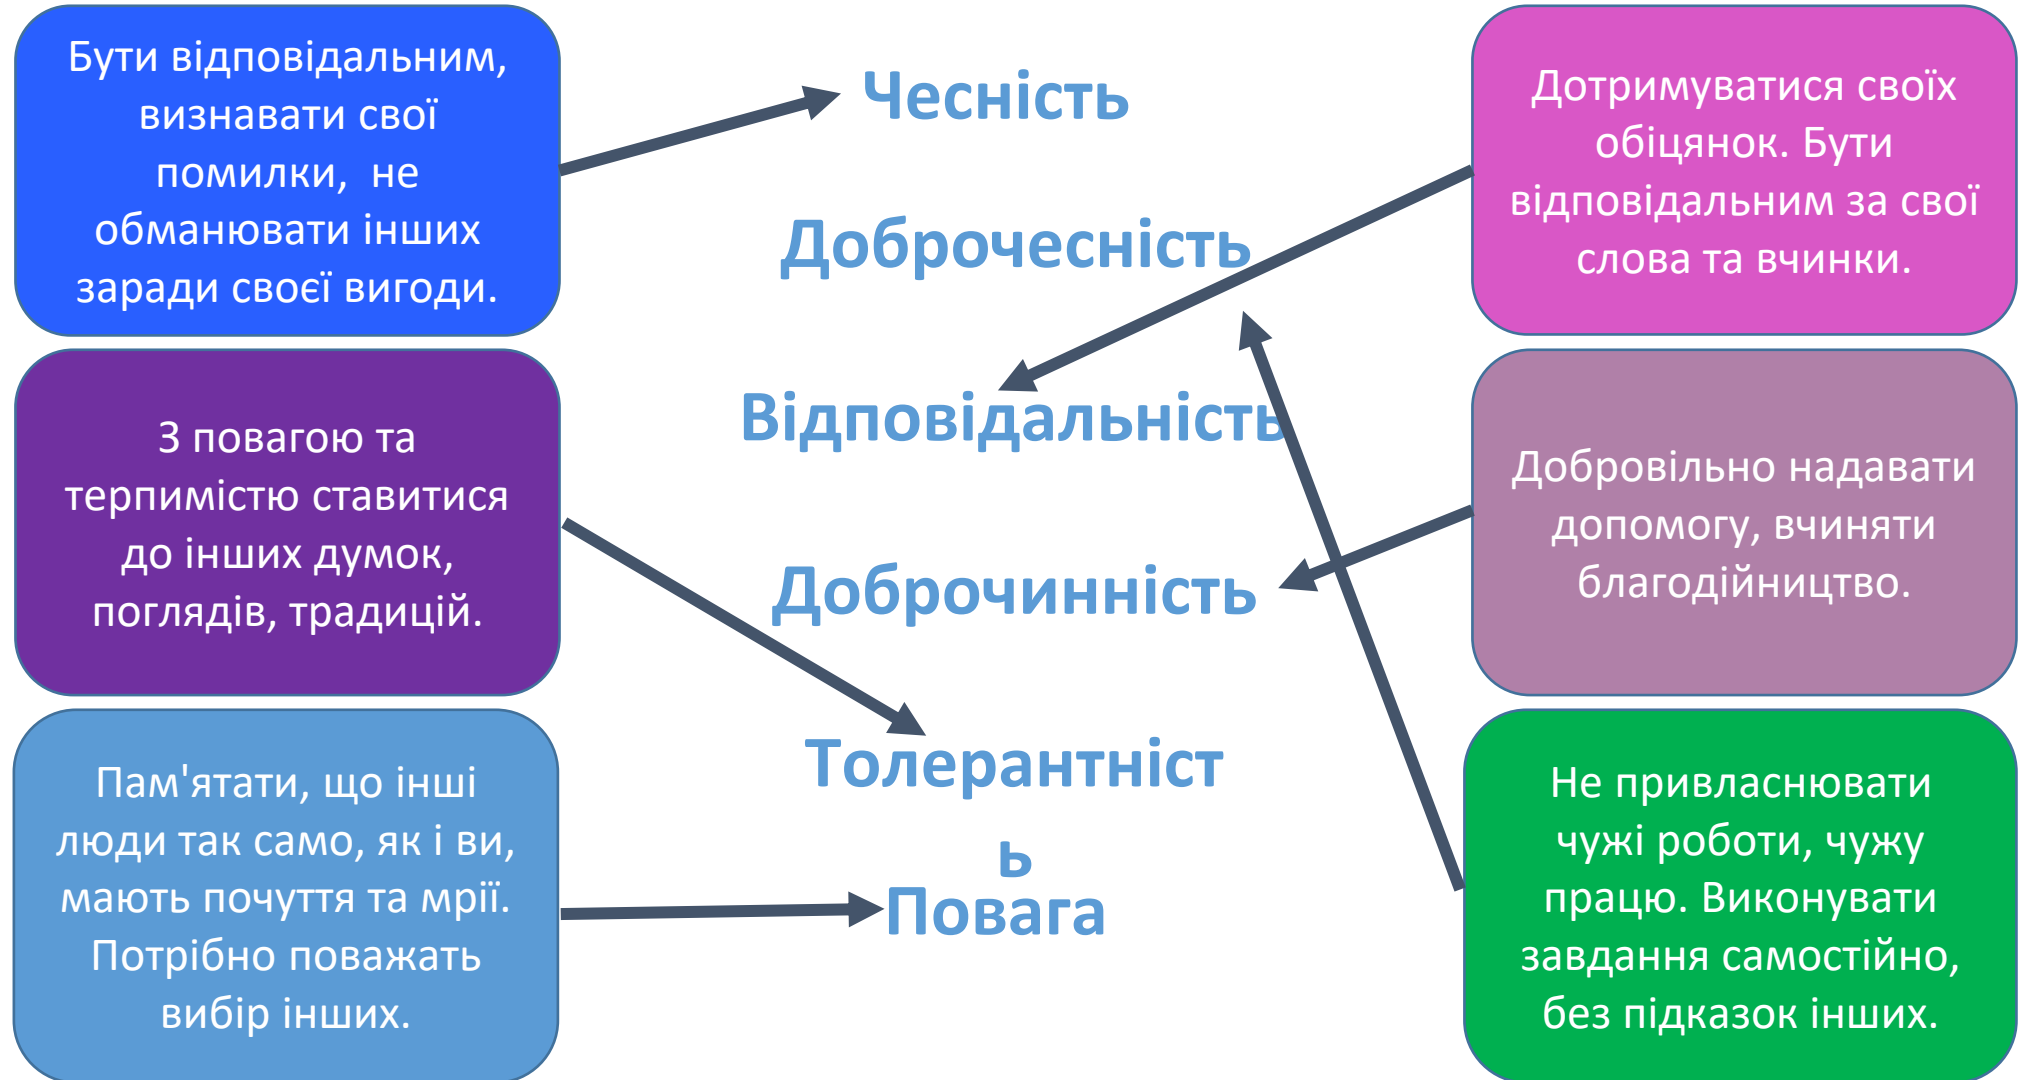 Бути відповідальним,
визнавати свої
помилки,  не
обманювати інших
заради своєї вигоди.
З повагою та
терпимістю ставитися
до інших думок,
поглядів, традицій.
Пам'ятати, що інші
люди так само, як і ви,
мають почуття та мрії.
Потрібно поважать
вибір інших.
Чесність
Доброчесність
Відповідальність
Доброчинність
Толерантніст
ь
Повага
Дотримуватися своїх
обіцянок. Бути
відповідальним за свої
слова та вчинки.
Добровільно надавати
допомогу, вчиняти
благодійництво.
Не привласнювати
чужі роботи, чужу
працю. Виконувати
завдання самостійно,
без підказок інших.